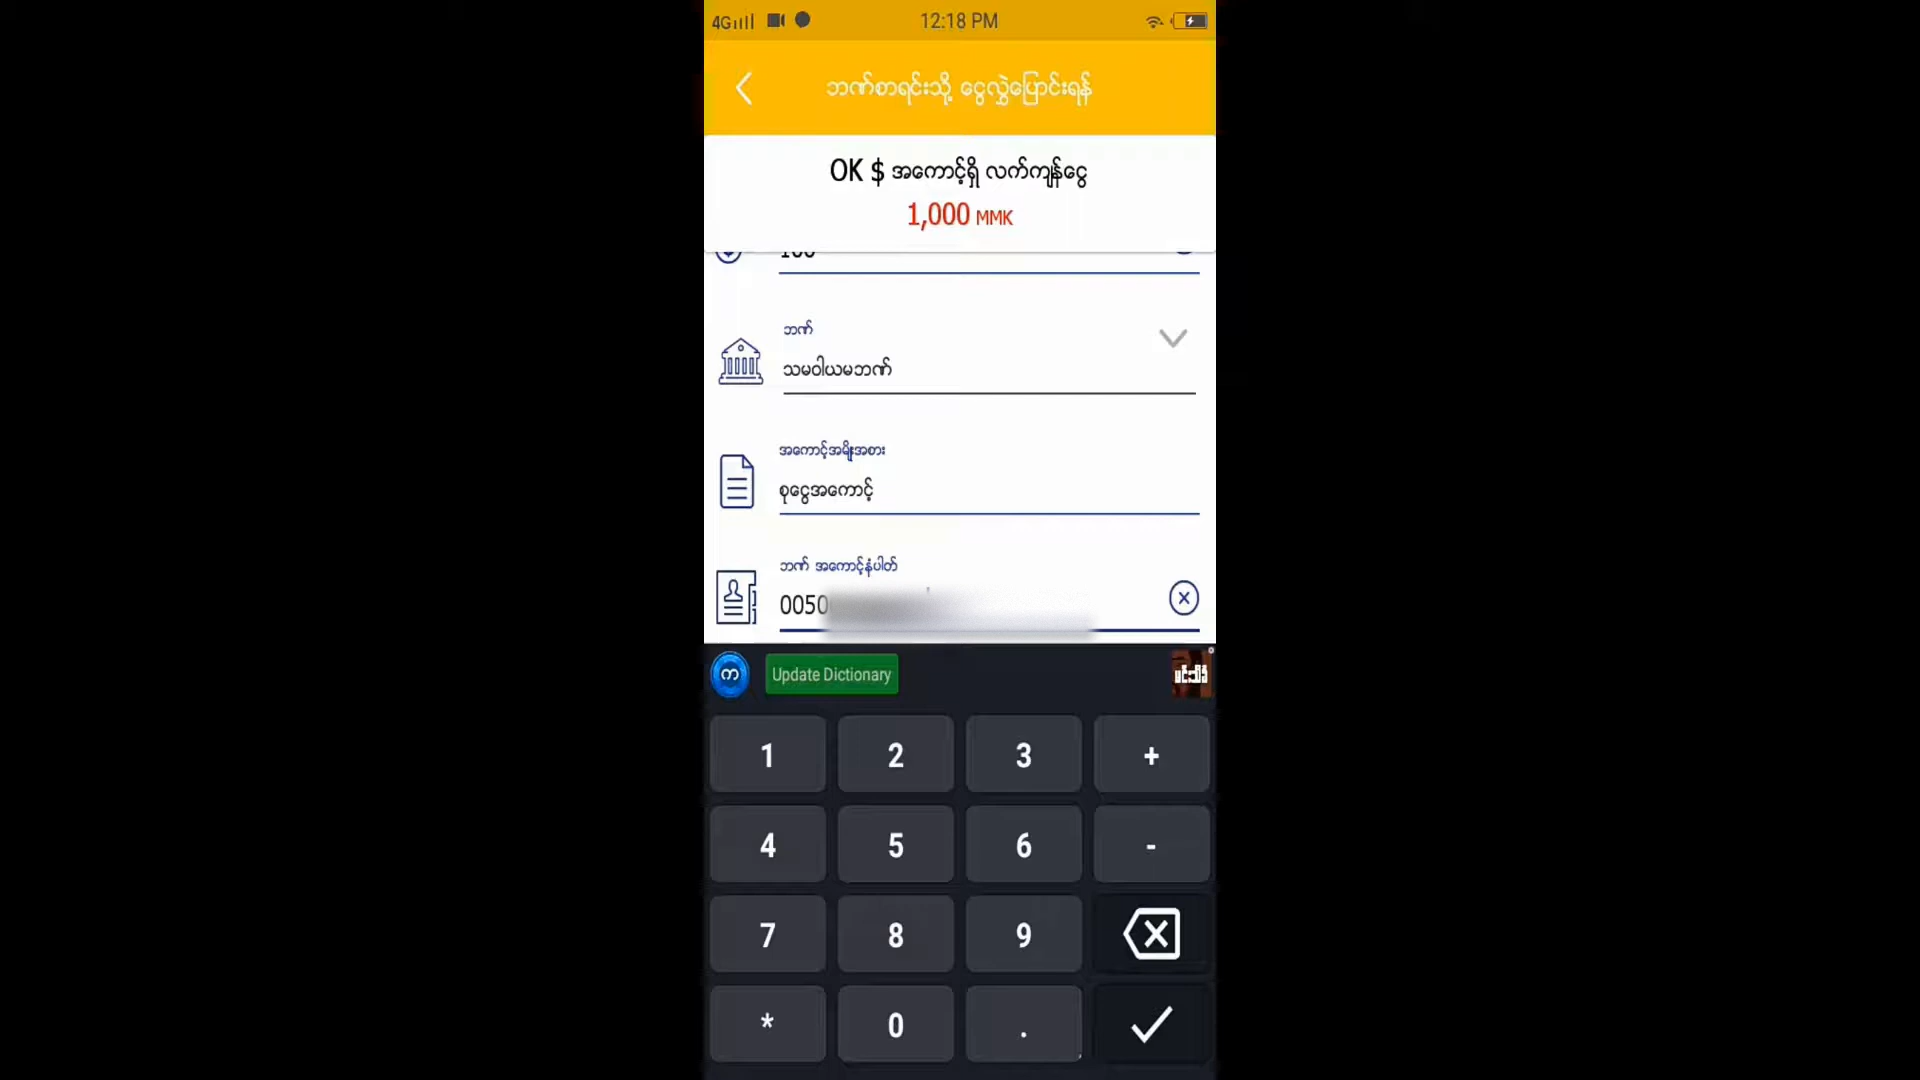 4G 12:18 PM
ဘဏ်စာရင်းသို့ ငွေလွှဲပြောင်းရန်
OK $ အကောင့်ရှိ လက်ကျန်ငွေ
1,000 MMK
ဘဏ်
သမဝါယမဘဏ်
အကောင့်အမျိုးအစား
စုငွေအကောင့်
ဘဏ် အကောင့်နံပါတ်
0050
က Update Dictionary
1 2 3 +
4 5 6 -
7 8 9
* 0 .